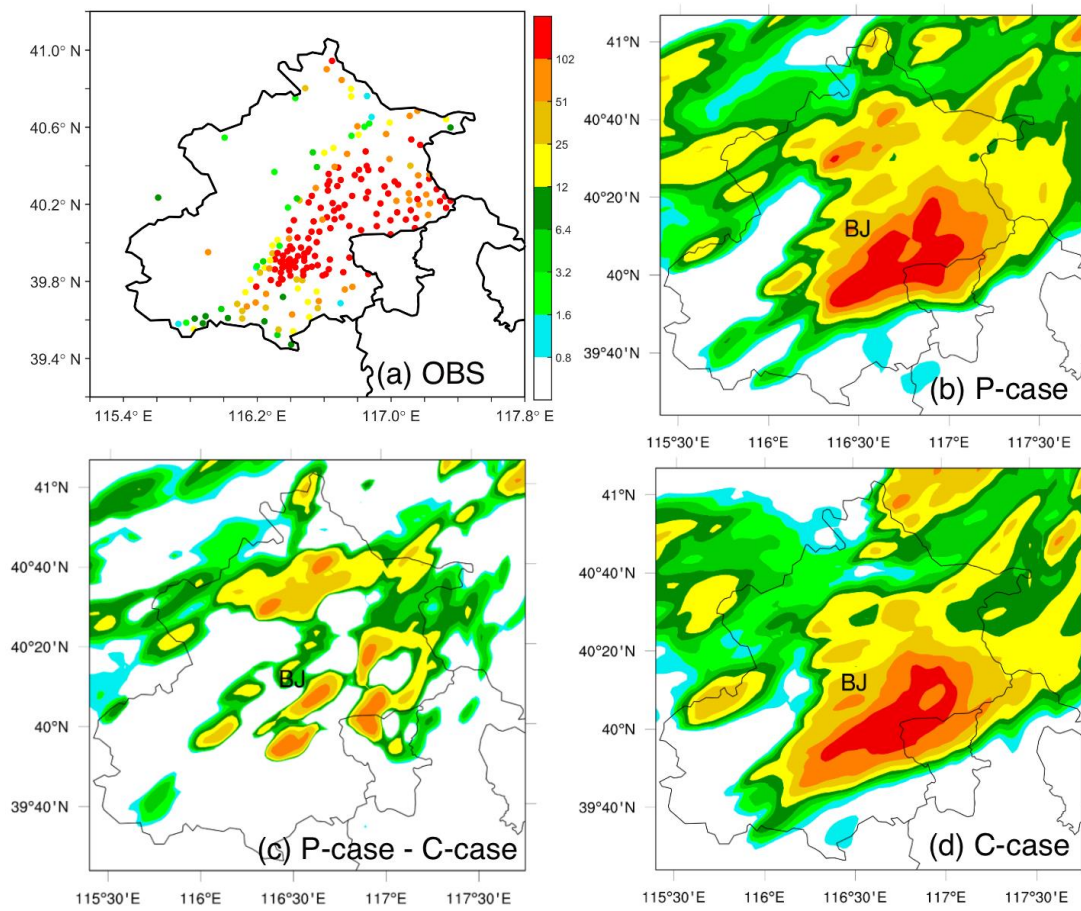 41.0° N
40.6° N
40.2° N
39.8° N
39.4° N
115.4° E 116.2° E 117.0° E 117.8° E
102
51
25
12
6.4
3.2
1.6
0.8
(a) OBS
41°N
40°40'N
40°20'N
40°N
39°40'N
BJ
(b) P-case
115°30'E 116°E 116°30'E 117°E 117°30'E
41°N
40°40'N
40°20'N
40°N
39°40'N
BJ
(c) P-case - C-case
115°30'E 116°E 116°30'E 117°E 117°30'E
41°N
40°40'N
40°20'N
40°N
39°40'N
BJ
(d) C-case
115°30'E 116°E 116°30'E 117°E 117°30'E